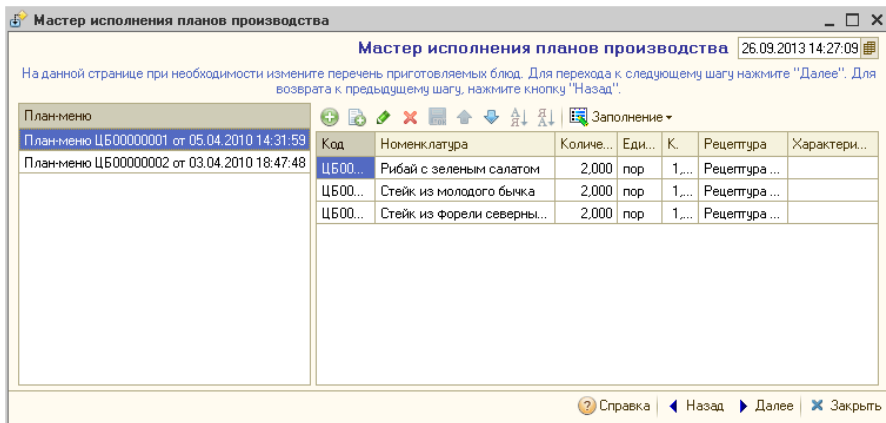 Мастер исполнения планов производства
Мастер исполнения планов производства 26.09.2013 14:27:09
На данной странице при необходимости измените перечень приготовляемых блюд. Для перехода к следующему шагу нажмите "Далее". Для
возврата к предыдущему шагу, нажмите кнопку "Назад".
План-меню
План-меню ЦБ00000001 от 05.04.2010 14:31:59
План-меню ЦБ00000002 от 03.04.2010 18:47:48
Заполнение
Код Номенклатура Количе... Еди... К. Рецептура Характери...
ЦБ00... Рибай с зеленым салатом 2,000 пор 1,... Рецептура ...
ЦБ00... Стейк из молодого бычка 2,000 пор 1,... Рецептура ...
ЦБ00... Стейк из форели северны... 2,000 пор 1,... Рецептура ...
Справка Назад Далее Закрыть